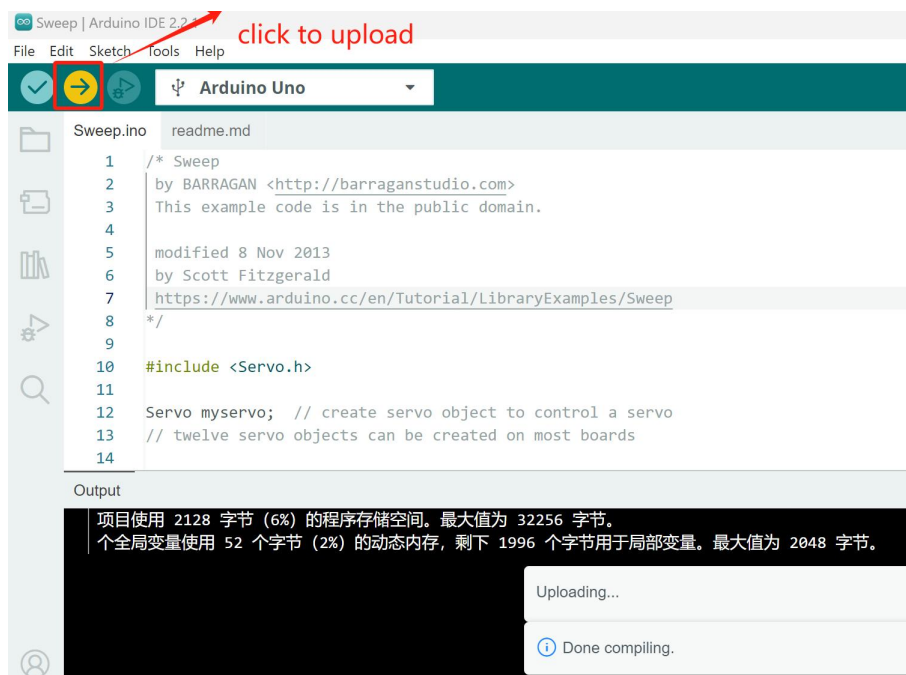 Sweep | Arduino IDE 2.2.1
click to upload
File Edit Sketch Tools Help
Arduino Uno
Sweep.ino readme.md
1 /* Sweep
2 by BARRAGAN <http://barraganstudio.com>
3 This example code is in the public domain.
4
5 modified 8 Nov 2013
6 by Scott Fitzgerald
7 https://www.arduino.cc/en/Tutorial/LibraryExamples/Sweep
8 */
9
10 #include <Servo.h>
11
12 Servo myservo;  // create servo object to control a servo
13 // twelve servo objects can be created on most boards
14
Output
项目使用 2128 字节 (6%) 的程序存储空间。最大值为 32256 字节。
个全局变量使用 52 个字节 (2%) 的动态内存, 剩下 1996 个字节用于局部变量。最大值为 2048 字节。
Uploading...
Done compiling.